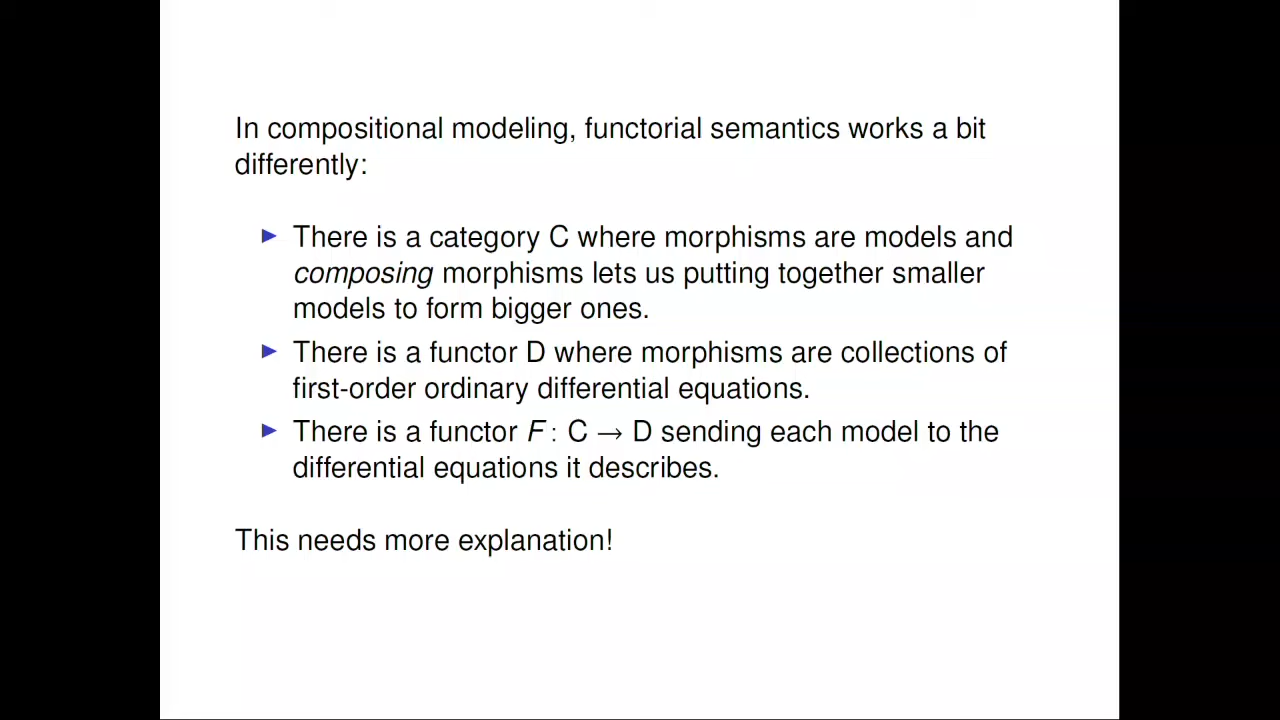 In compositional modeling, functorial semantics works a bit
differently:
▶ There is a category C where morphisms are models and
composing morphisms lets us putting together smaller
models to form bigger ones.
▶ There is a functor D where morphisms are collections of
first-order ordinary differential equations.
▶ There is a functor F : C → D sending each model to the
differential equations it describes.
This needs more explanation!